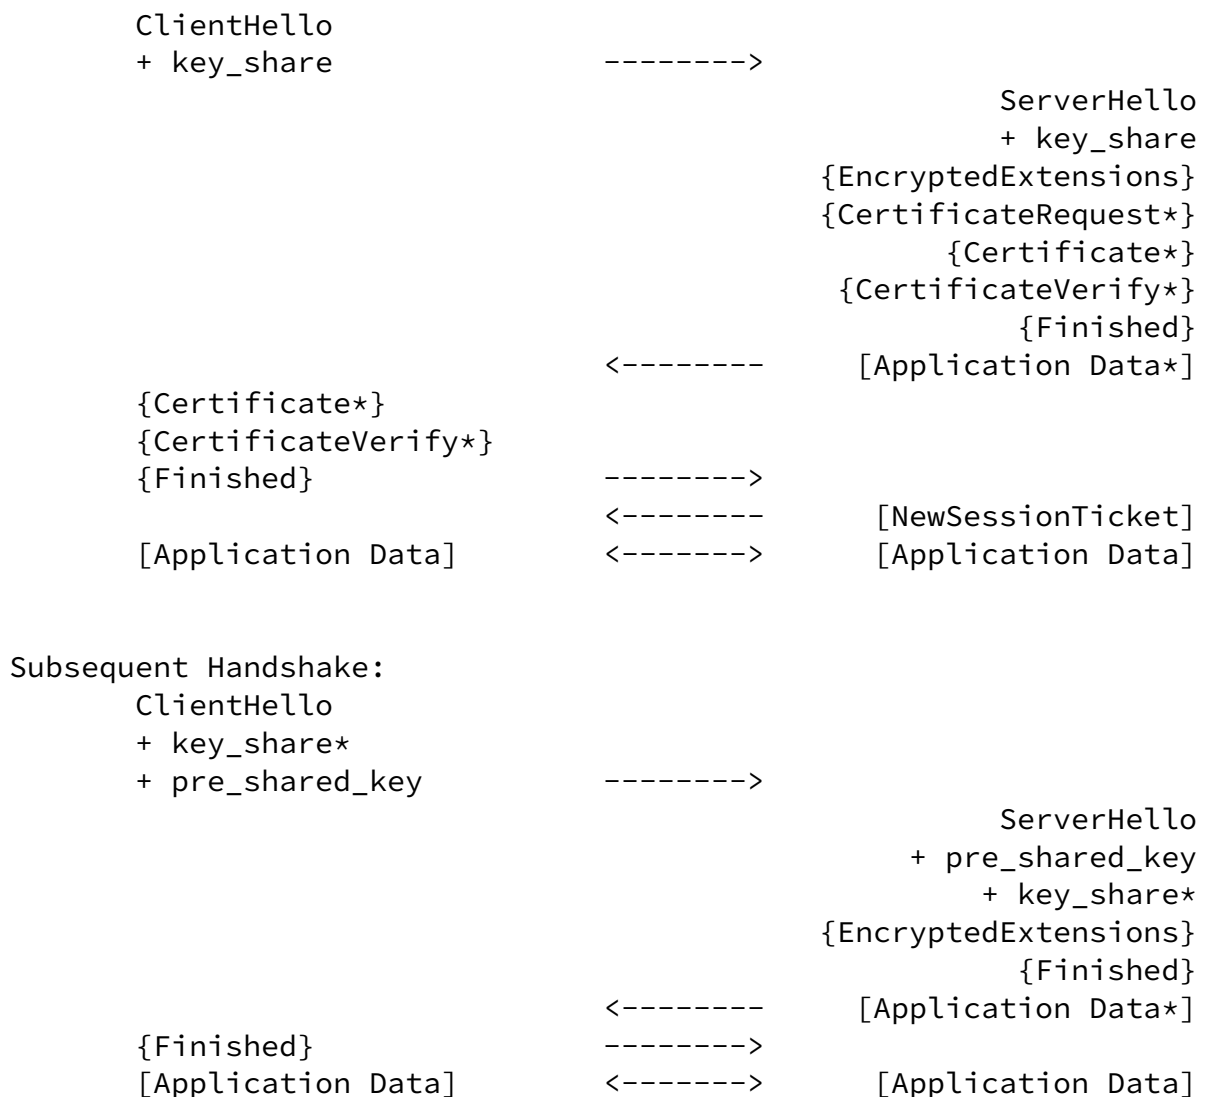 ClientHello
+ key_share -------->
ServerHello
+ key_share
{EncryptedExtensions}
{CertificateRequest*}
{Certificate*}
{CertificateVerify*}
{Finished}
<-------- [Application Data*]
{Certificate*}
{CertificateVerify*}
{Finished} -------->
<-------- [NewSessionTicket]
[Application Data] <-------> [Application Data]
Subsequent Handshake:
ClientHello
+ key_share*
+ pre_shared_key -------->
ServerHello
+ pre_shared_key
+ key_share*
{EncryptedExtensions}
{Finished}
<-------- [Application Data*]
{Finished} -------->
[Application Data] <-------> [Application Data]